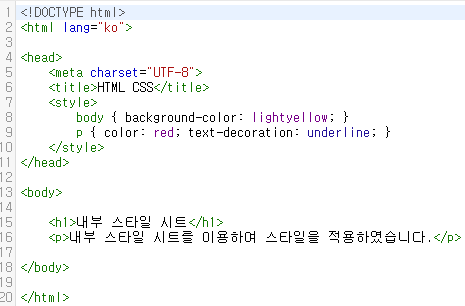 1 <!DOCTYPE html>
2 <html lang="ko">
3
4 <head>
5     <meta charset="UTF-8">
6     <title>HTML CSS</title>
7     <style>
8         body { background-color: lightyellow; }
9         p { color: red; text-decoration: underline; }
10     </style>
11 </head>
12
13 <body>
14
15     <h1>내부 스타일 시트</h1>
16     <p>내부 스타일 시트를 이용하여 스타일을 적용하였습니다.</p>
17
18 </body>
19
20 </html>